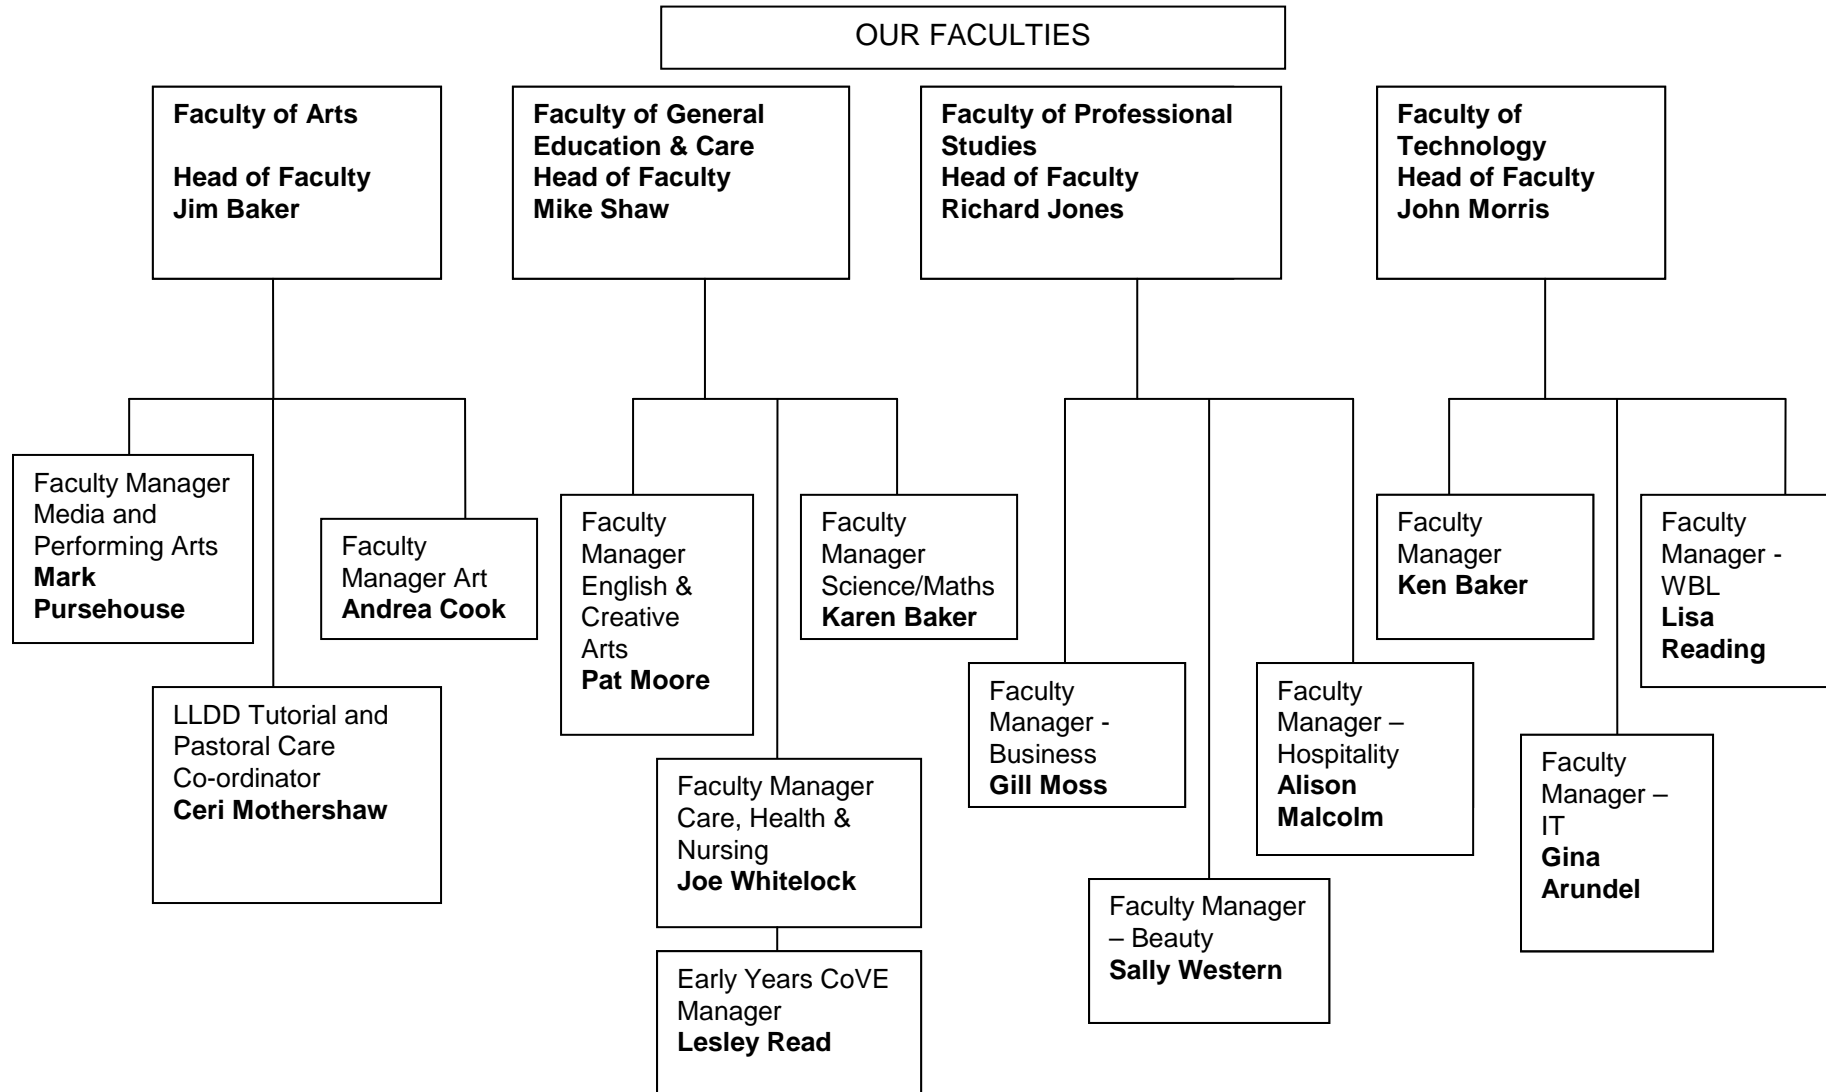 OUR FACULTIES
Faculty of Arts
Head of Faculty
Jim Baker
Faculty of General
Education & Care
Head of Faculty
Mike Shaw
Faculty of Professional
Studies
Head of Faculty
Richard Jones
Faculty of
Technology
Head of Faculty
John Morris
Faculty Manager
Media and
Performing Arts
Mark
Pursehouse
LLDD Tutorial and
Pastoral Care
Co-ordinator
Ceri Mothershaw
Faculty
Manager Art
Andrea Cook
Faculty
Manager
English &
Creative
Arts
Pat Moore
Faculty Manager
Care, Health &
Nursing
Joe Whitelock
Early Years CoVE
Manager
Lesley Read
Faculty
Manager
Science/Maths
Karen Baker
Faculty
Manager -
Business
Gill Moss
Faculty Manager
– Beauty
Sally Western
Faculty
Manager –
Hospitality
Alison
Malcolm
Faculty
Manager
Ken Baker
Faculty
Manager –
IT
Gina
Arundel
Faculty
Manager -
WBL
Lisa
Reading